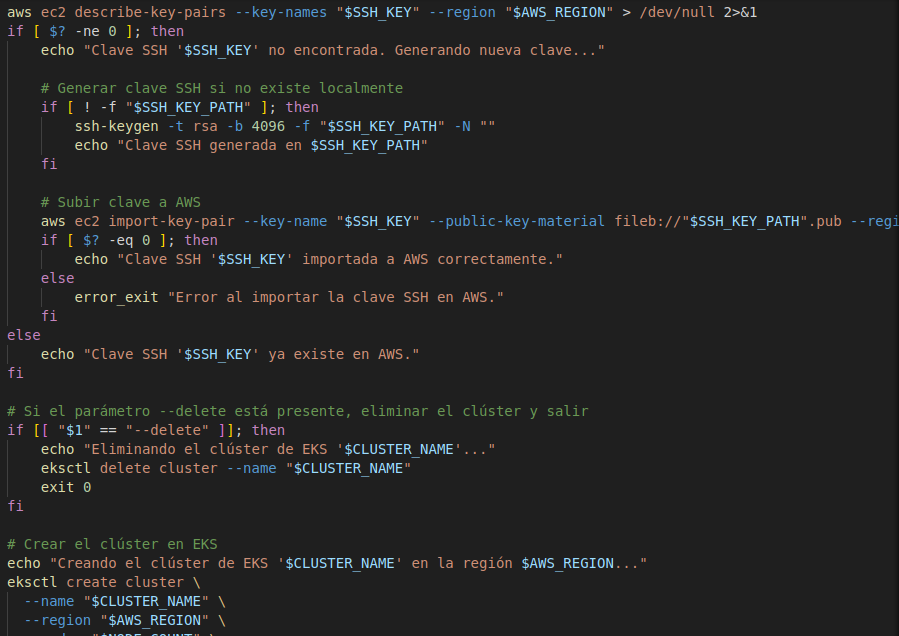 aws ec2 describe-key-pairs --key-names "$SSH_KEY" --region "$AWS_REGION" > /dev/null 2>&1
if [ $? -ne 0 ]; then
    echo "Clave SSH '$SSH_KEY' no encontrada. Generando nueva clave..."

    # Generar clave SSH si no existe localmente
    if [ ! -f "$SSH_KEY_PATH" ]; then
        ssh-keygen -t rsa -b 4096 -f "$SSH_KEY_PATH" -N ""
        echo "Clave SSH generada en $SSH_KEY_PATH"
    fi

    # Subir clave a AWS
    aws ec2 import-key-pair --key-name "$SSH_KEY" --public-key-material fileb://"$SSH_KEY_PATH".pub --regi
    if [ $? -eq 0 ]; then
        echo "Clave SSH '$SSH_KEY' importada a AWS correctamente."
    else
        error_exit "Error al importar la clave SSH en AWS."
    fi
else
    echo "Clave SSH '$SSH_KEY' ya existe en AWS."
fi

# Si el parámetro --delete está presente, eliminar el clúster y salir
if [[ "$1" == "--delete" ]]; then
    echo "Eliminando el clúster de EKS '$CLUSTER_NAME'..."
    eksctl delete cluster --name "$CLUSTER_NAME"
    exit 0
fi

# Crear el clúster en EKS
echo "Creando el clúster de EKS '$CLUSTER_NAME' en la región $AWS_REGION..."
eksctl create cluster \
  --name "$CLUSTER_NAME" \
  --region "$AWS_REGION" \